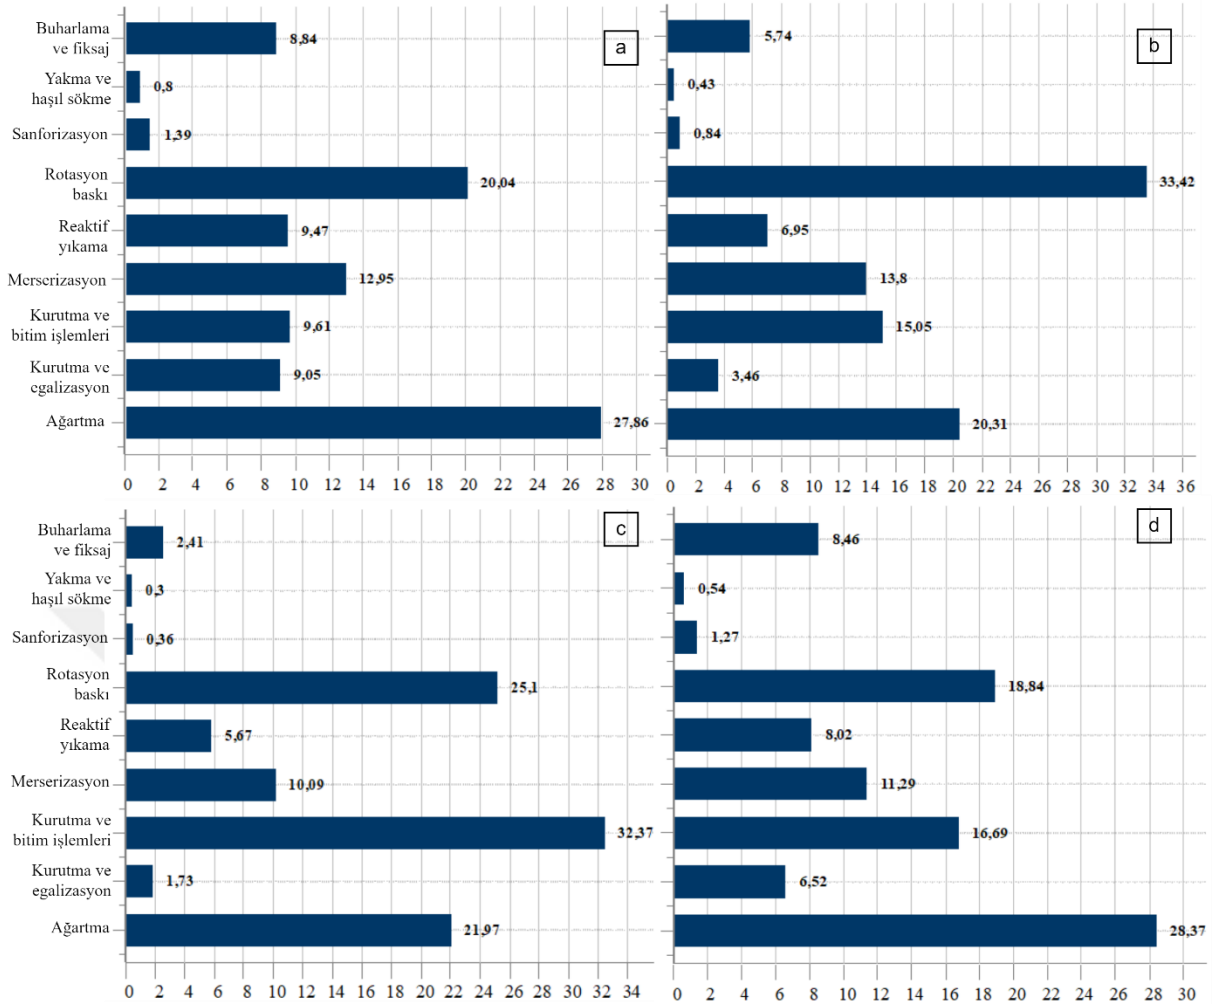 a
Buharlama
ve fiksaj
8,84
Yakma ve
haşıl sökme
0,8
Sanforizasyon
1,39
Rotasyon
baskı
20,04
Reaktif
yıkama
9,47
Merserizasyon
12,95
Kurutma ve
bitim işlemleri
9,61
Kurutma ve
egalizasyon
9,05
Ağartma
27,86
0 2 4 6 8 10 12 14 16 18 20 22 24 26 28 30
b
5,74
0,43
0,84
33,42
6,95
13,8
15,05
3,46
20,31
0 2 4 6 8 10 12 14 16 18 20 22 24 26 28 30 32 34 36
c
Buharlama
ve fiksaj
2,41
Yakma ve
haşıl sökme
0,3
Sanforizasyon
0,36
Rotasyon
baskı
25,1
Reaktif
yıkama
5,67
Merserizasyon
10,09
Kurutma ve
bitim işlemleri
32,37
Kurutma ve
egalizasyon
1,73
Ağartma
21,97
0 2 4 6 8 10 12 14 16 18 20 22 24 26 28 30 32 34
d
8,46
0,54
1,27
18,84
8,02
11,29
16,69
6,52
28,37
0 2 4 6 8 10 12 14 16 18 20 22 24 26 28 30